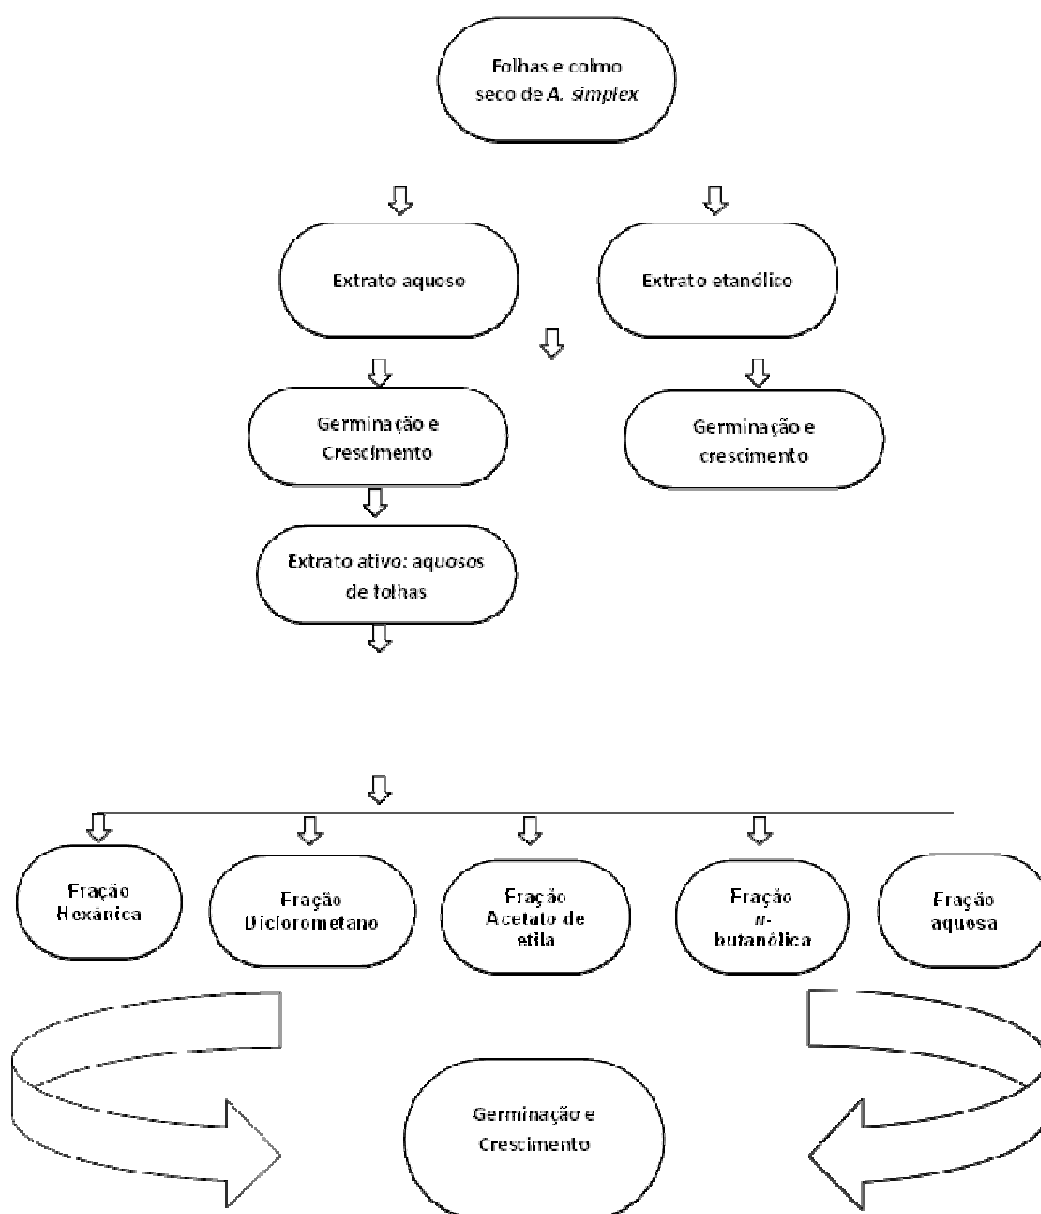 Folhas e colmo
seco de A. simplex
Extrato aquoso
Extrato etanólico
Germinação e
Crescimento
Germinação e
crescimento
Extrato ativo: aquosos
de folhas
Fração
Hexânica
Fração
Diclorometano
Fração
Acetato de
etila
Fração
n-
butanólica
Fração
aquosa
Germinação e
Crescimento